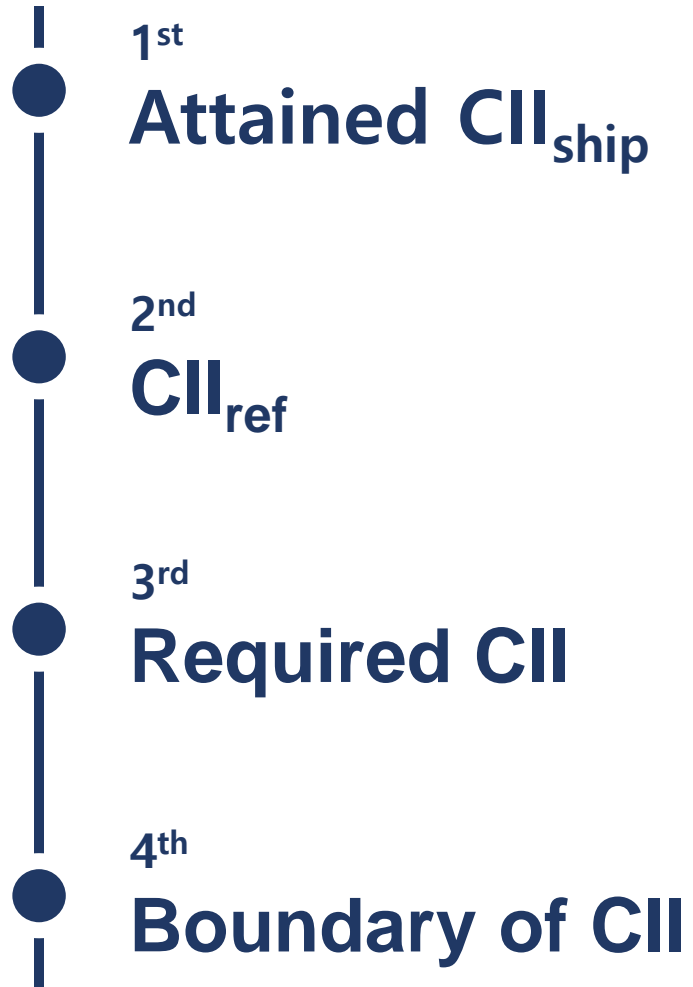 1st
Attained CIIship
2nd
CIIref
3rd
Required CII
4th
Boundary of CII